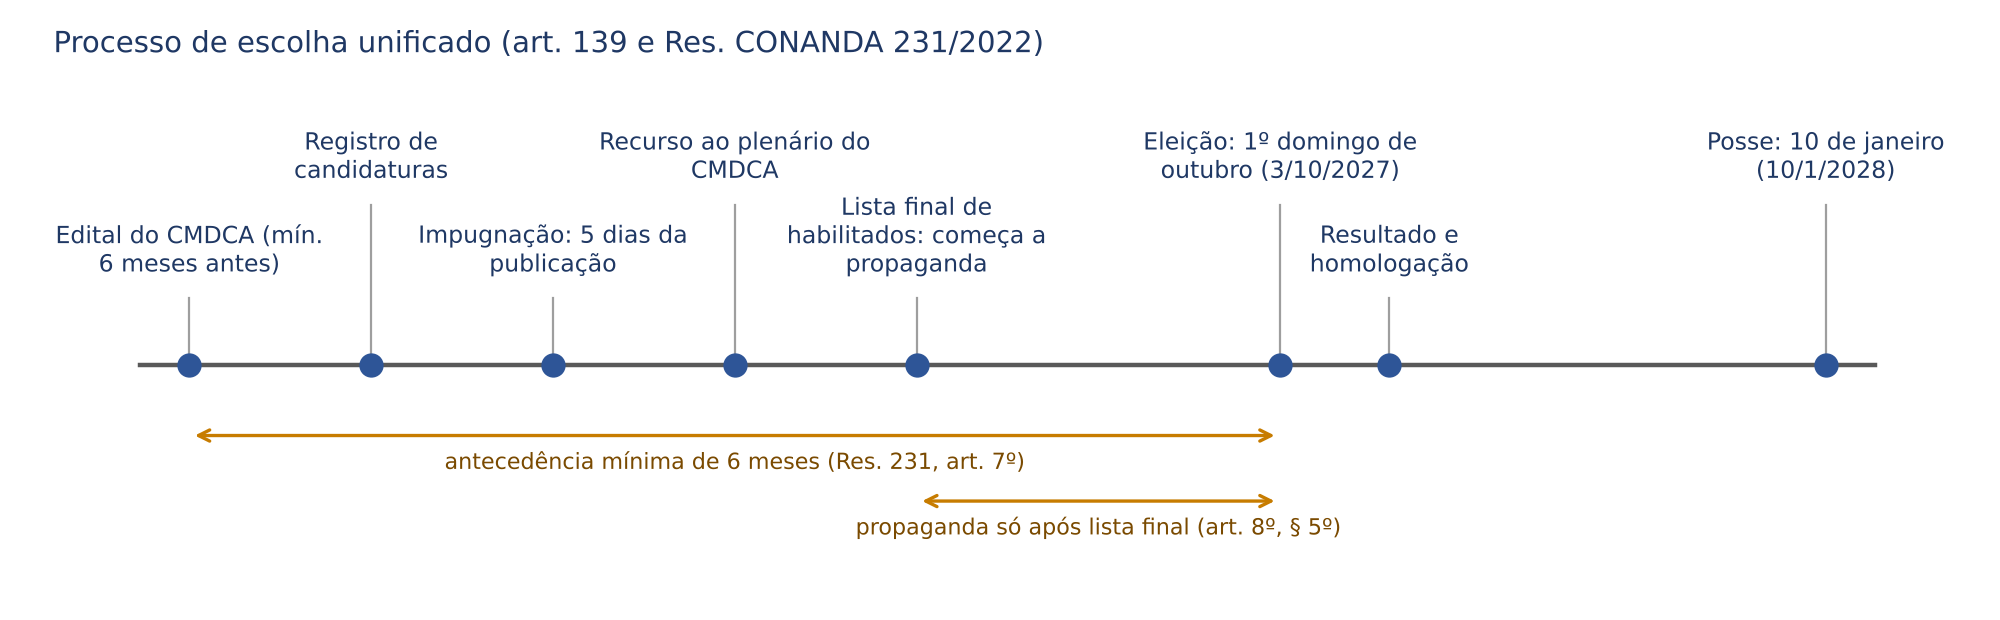 Processo de escolha unificado (art. 139 e Res. CONANDA 231/2022)
Edital do CMDCA (mín.
6 meses antes)
Registro de
candidaturas
Impugnação: 5 dias da
publicação
Recurso ao plenário do
CMDCA
Lista final de
habilitados: começa a
propaganda
Eleição: 1º domingo de
outubro (3/10/2027)
Resultado e
homologação
Posse: 10 de janeiro
(10/1/2028)
antecedência mínima de 6 meses (Res. 231, art. 7º)
propaganda só após lista final (art. 8º, § 5º)